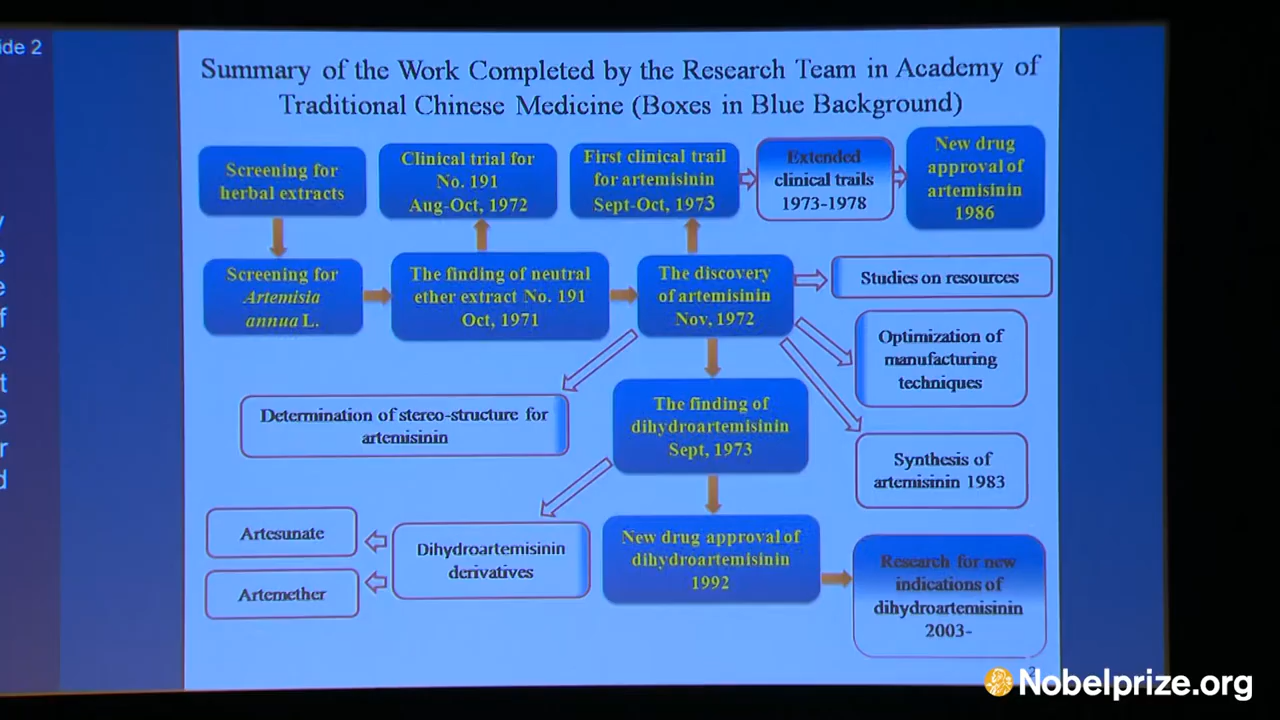 ide 2
Summary of the Work Completed by the Research Team in Academy of
Traditional Chinese Medicine (Boxes in Blue Background)
Screening for
herbal extracts
Clinical trial for
No. 191
Aug-Oct, 1972
First clinical trail
for artemisinin
Sept-Oct, 1973
Extended
clinical trails
1973-1978
New drug
approval of
artemisinin
1986
Screening for
Artemisia
annua L.
The finding of neutral
ether extract No. 191
Oct, 1971
The discovery
of artemisinin
Nov, 1972
Studies on resources
Optimization of
manufacturing
techniques
Determination of stereo-structure for
artemisinin
The finding of
dihydroartemisinin
Sept, 1973
Synthesis of
artemisinin 1983
Artesunate
Artemether
Dihydroartemisinin
derivatives
New drug approval of
dihydroartemisinin
1992
Research for new
indications of
dihydroartemisinin
2003-
2
Nobelprize.org